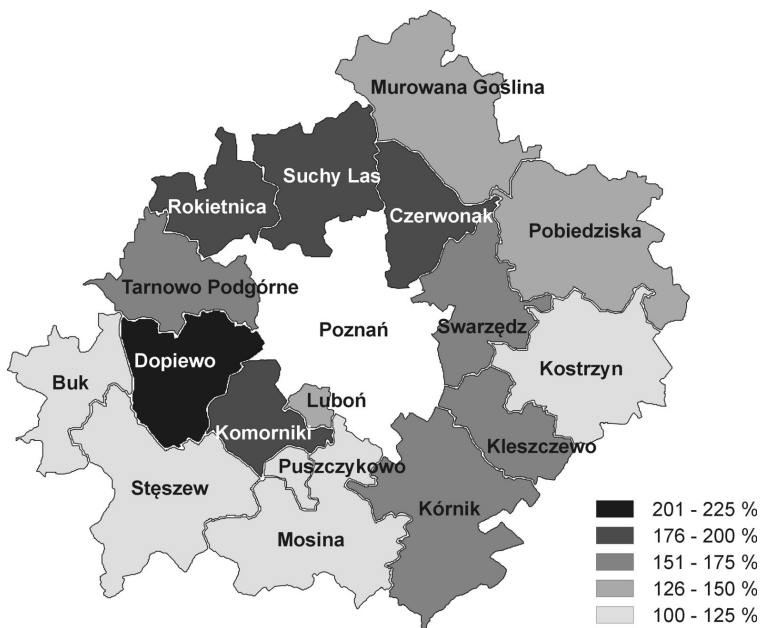 Murowana Goślina
Suchy Las
Rokietnica
Czerwonak
Pobiedziska
Tarnowo Podgórne
Poznań
Swarzędz
Dopiewo
Kostrzyn
Buk
Luboń
Komorniki
Kleszczewo
Puszczykowo
Stęszew
Kórnik
Mosina
201 - 225 %
176 - 200 %
151 - 175 %
126 - 150 %
100 - 125 %